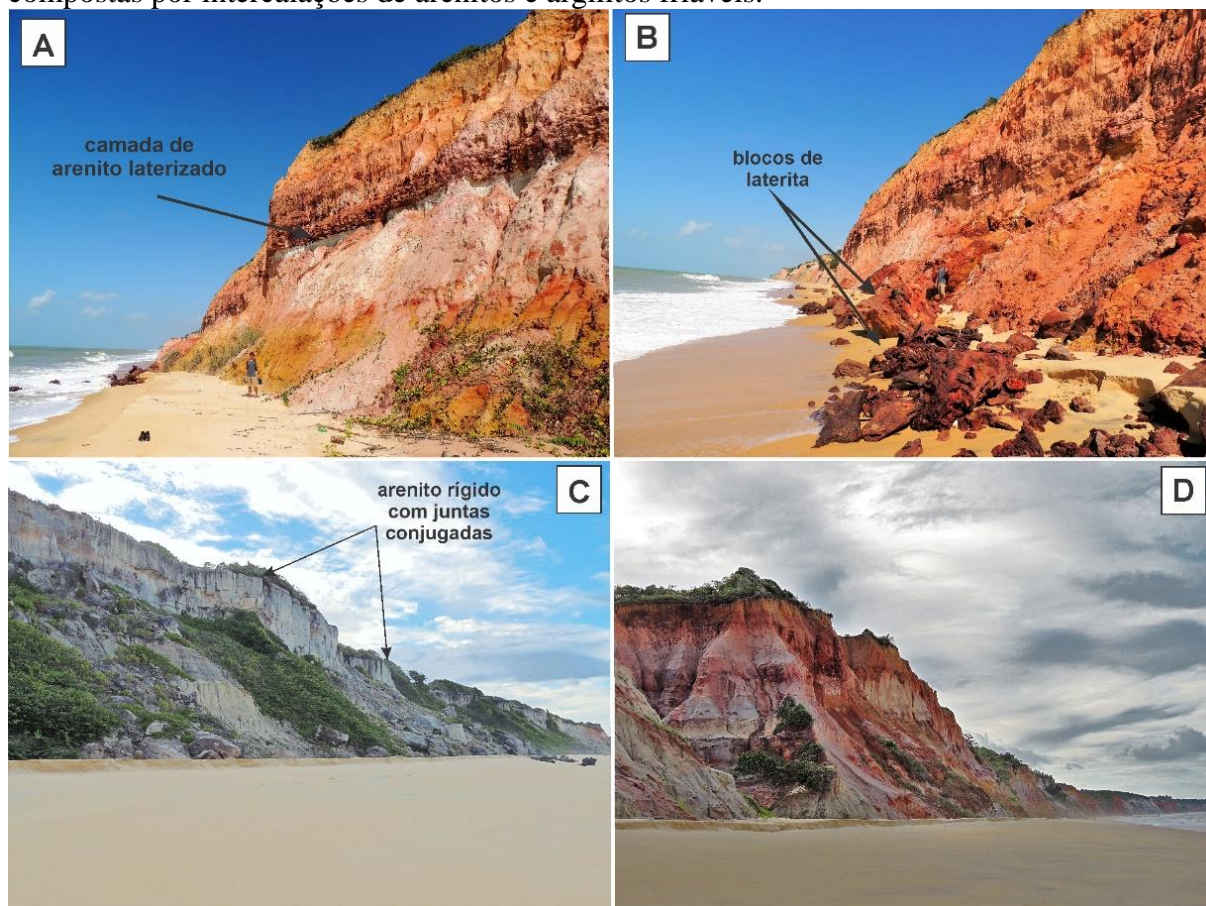 compostas por intercalações de arenitos e argilitos friáveis.
A
camada de
arenito laterizado
B
blocos de
laterita
C
arenito rígido
com juntas
conjugadas
D